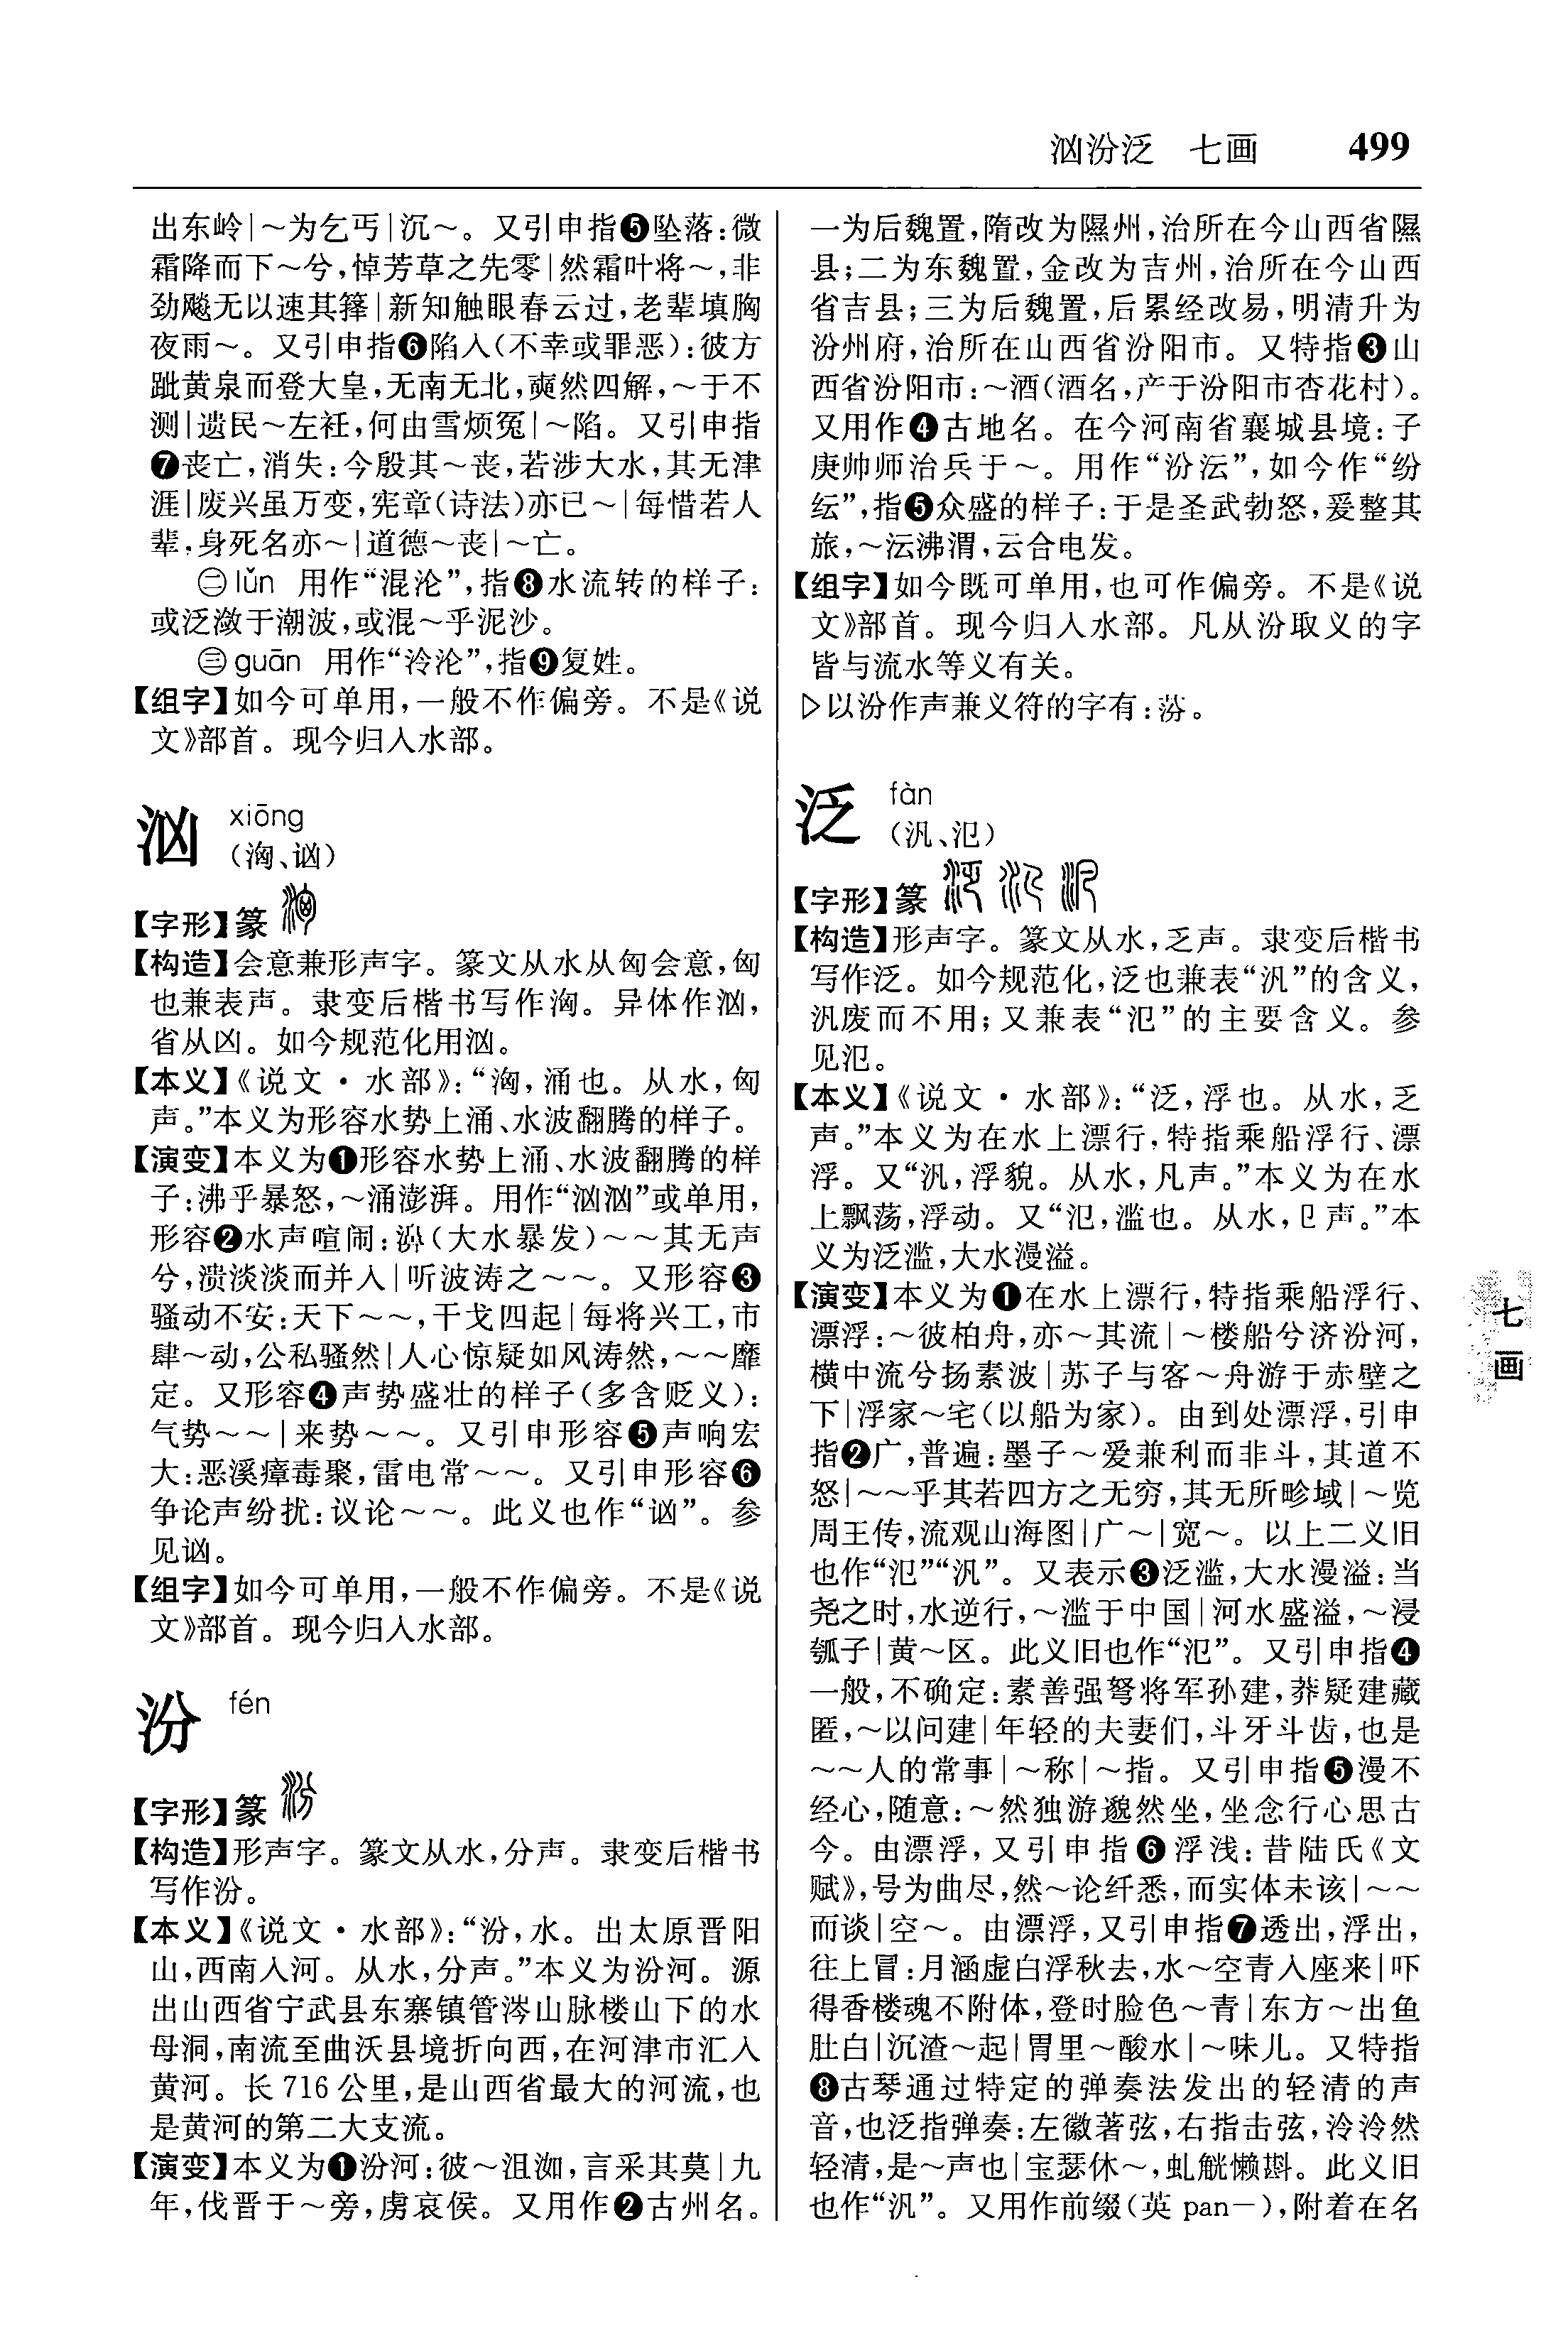 汹汾泛 七画 499
出东岭|～为乞丐|沉～。又引申指❺坠落:微
霜降而下～兮,悼芳草之先零|然霜叶将～,非
劲飚无以速其箨|新知触眼春云过,老辈填胸
夜雨～。又引申指❻陷入(不幸或罪恶):彼方
跐黄泉而登大皇,无南无北,奭然四解,～于不
测|遗民～左衽,何由雪烦冤|～陷。又引申指
❼丧亡,消失:今殷其～丧,若涉大水,其无津
涯|废兴虽万变,宪章(诗法)亦已～|每惜若人
辈,身死名亦～|道德～丧|～亡。
㊁lǔn 用作“混沦”,指❽水流转的样子:
或泛潋于潮波,或混～乎泥沙。
㊂guān 用作“泠沦”,指❾复姓。
【组字】如今可单用,一般不作偏旁。不是《说
文》部首。现今归入水部。
汹 xiōng
(洶、讻)
【字形】篆
【构造】会意兼形声字。篆文从水从匈会意,匈
也兼表声。隶变后楷书写作洶。异体作汹,
省从凶。如今规范化用汹。
【本义】《说文·水部》:“洶,涌也。从水,匈
声。”本义为形容水势上涌、水波翻腾的样子。
【演变】本义为❶形容水势上涌、水波翻腾的样
子:沸乎暴怒,～涌澎湃。用作“汹汹”或单用,
形容❷水声喧闹:濞(大水暴发)～～其无声
兮,溃淡淡而并入|听波涛之～～。又形容❸
骚动不安:天下～～,干戈四起|每将兴工,市
肆～动,公私骚然|人心惊疑如风涛然,～～靡
定。又形容❹声势盛壮的样子(多含贬义):
气势～～|来势～～。又引申形容❺声响宏
大:恶溪瘴毒聚,雷电常～～。又引申形容❻
争论声纷扰:议论～～。此义也作“讻”。参
见讻。
【组字】如今可单用,一般不作偏旁。不是《说
文》部首。现今归入水部。
汾 fén
【字形】篆
【构造】形声字。篆文从水,分声。隶变后楷书
写作汾。
【本义】《说文·水部》:“汾,水。出太原晋阳
山,西南入河。从水,分声。”本义为汾河。源
出山西省宁武县东寨镇管涔山脉楼山下的水
母洞,南流至曲沃县境折向西,在河津市汇入
黄河。长716公里,是山西省最大的河流,也
是黄河的第二大支流。
【演变】本义为❶汾河:彼～沮洳,言采其莫|九
年,伐晋于～旁,虏哀侯。又用作❷古州名。
一为后魏置,隋改为隰州,治所在今山西省隰
县;二为东魏置,金改为吉州,治所在今山西
省吉县;三为后魏置,后累经改易,明清升为
汾州府,治所在山西省汾阳市。又特指❸山
西省汾阳市:～酒(酒名,产于汾阳市杏花村)。
又用作❹古地名。在今河南省襄城县境:子
庚帅师治兵于～。用作“汾沄”,如今作“纷
纭”,指❺众盛的样子:于是圣武勃怒,爰整其
旅,～沄沸渭,云合电发。
【组字】如今既可单用,也可作偏旁。不是《说
文》部首。现今归入水部。凡从汾取义的字
皆与流水等义有关。
▷以汾作声兼义符的字有:蒶。
泛 fàn
(汎、氾)
【字形】篆
【构造】形声字。篆文从水,乏声。隶变后楷书
写作泛。如今规范化,泛也兼表“汎”的含义,
汎废而不用;又兼表“氾”的主要含义。参
见氾。
【本义】《说文·水部》:“泛,浮也。从水,乏
声。”本义为在水上漂行,特指乘船浮行、漂
浮。又“汎,浮貌。从水,凡声。”本义为在水
上飘荡,浮动。又“氾,滥也。从水,㔾声。”本
义为泛滥,大水漫溢。
【演变】本义为❶在水上漂行,特指乘船浮行、
漂浮:～彼柏舟,亦～其流|～楼船兮济汾河,
横中流兮扬素波|苏子与客～舟游于赤壁之
下|浮家～宅(以船为家)。由到处漂浮,引申
指❷广,普遍:墨子～爱兼利而非斗,其道不
怒|～～乎其若四方之无穷,其无所畛域|～览
周王传,流观山海图|广～|宽～。以上二义旧
也作“氾”“汎”。又表示❸泛滥,大水漫溢:当
尧之时,水逆行,～滥于中国|河水盛溢,～浸
瓠子|黄～区。此义旧也作“氾”。又引申指❹
一般,不确定:素善强弩将军孙建,莽疑建藏
匿,～以问建|年轻的夫妻们,斗牙斗齿,也是
～～人的常事|～称|～指。又引申指❺漫不
经心,随意:～然独游邈然坐,坐念行心思古
今。由漂浮,又引申指❻浮浅:昔陆氏《文
赋》,号为曲尽,然～论纤悉,而实体未该|～～
而谈|空～。由漂浮,又引申指❼透出,浮出,
往上冒:月涵虚白浮秋去,水～空青入座来|吓
得香楼魂不附体,登时脸色～青|东方～出鱼
肚白|沉渣～起|胃里～酸水|～味儿。又特指
❽古琴通过特定的弹奏法发出的轻清的声
音,也泛指弹奏:左徽著弦,右指击弦,泠泠然
轻清,是～声也|宝瑟休～,虬觥懒斟。此义旧
也作“汎”。又用作前缀(英 pan－),附着在名
七
画